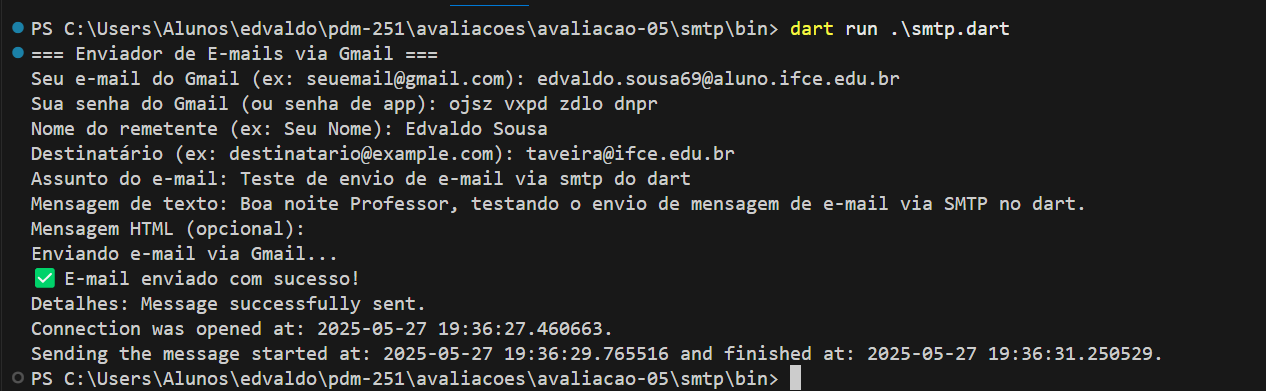 PS C:\Users\Alunos\edvaldo\pdm-251\avaliacoes\avaliacao-05\smtp\bin> dart run .\smtp.dart
=== Enviador de E-mails via Gmail ===
Seu e-mail do Gmail (ex: seuemail@gmail.com): edvaldo.sousa69@aluno.ifce.edu.br
Sua senha do Gmail (ou senha de app): ojsz vxpd zdlo dnpr
Nome do remetente (ex: Seu Nome): Edvaldo Sousa
Destinatário (ex: destinatario@example.com): taveira@ifce.edu.br
Assunto do e-mail: Teste de envio de e-mail via smtp do dart
Mensagem de texto: Boa noite Professor, testando o envio de mensagem de e-mail via SMTP no dart.
Mensagem HTML (opcional):
Enviando e-mail via Gmail...
✅ E-mail enviado com sucesso!
Detalhes: Message successfully sent.
Connection was opened at: 2025-05-27 19:36:27.460663.
Sending the message started at: 2025-05-27 19:36:29.765516 and finished at: 2025-05-27 19:36:31.250529.
PS C:\Users\Alunos\edvaldo\pdm-251\avaliacoes\avaliacao-05\smtp\bin>